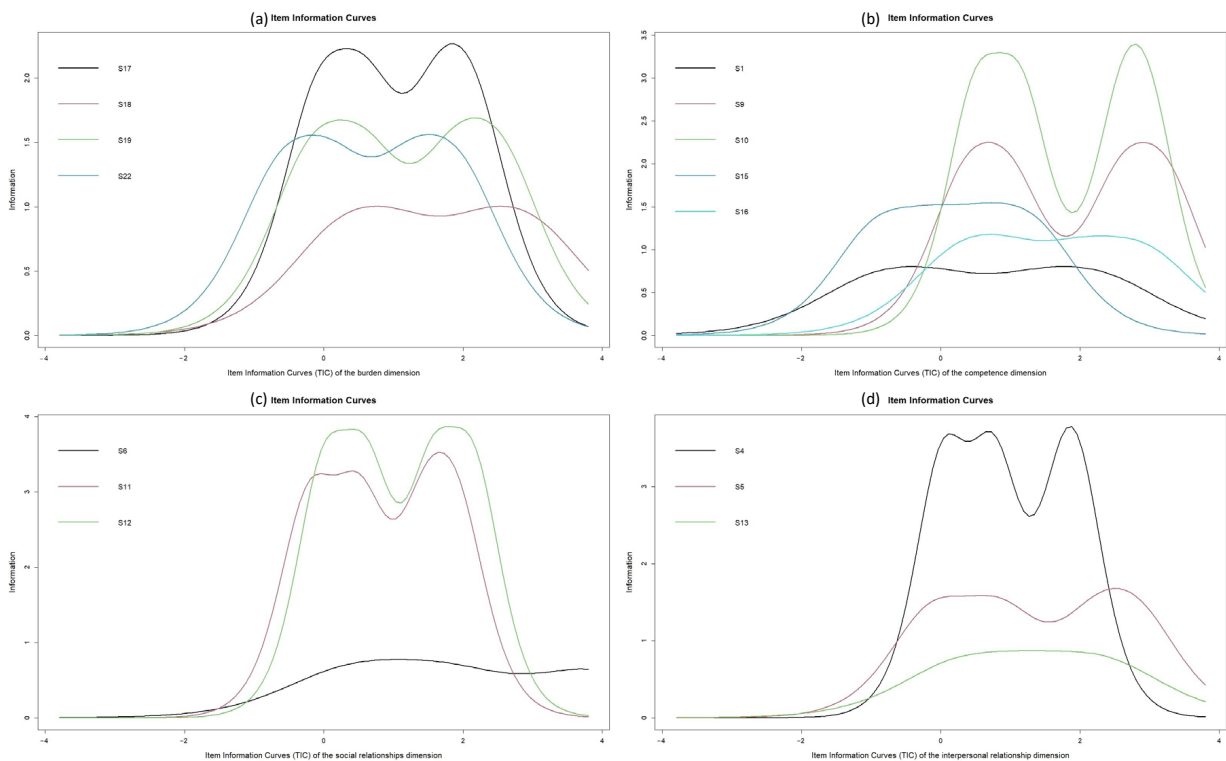 (a) Item Information Curves
Information
0.0
0.5
1.0
1.5
2.0
S17
S18
S19
S22
-4
-2
0
2
4
Item Information Curves (TIC) of the burden dimension
(b) Item Information Curves
Information
0.0
0.5
1.0
1.5
2.0
2.5
3.0
3.5
S1
S9
S10
S15
S16
-4
-2
0
2
4
Item Information Curves (TIC) of the competence dimension
(c) Item Information Curves
Information
0
1
2
3
4
S6
S11
S12
-4
-2
0
2
4
Item Information Curves (TIC) of the social relationships dimension
(d) Item Information Curves
Information
0
1
2
3
S4
S5
S13
-4
-2
0
2
4
Item Information Curves (TIC) of the interpersonal relationship dimension